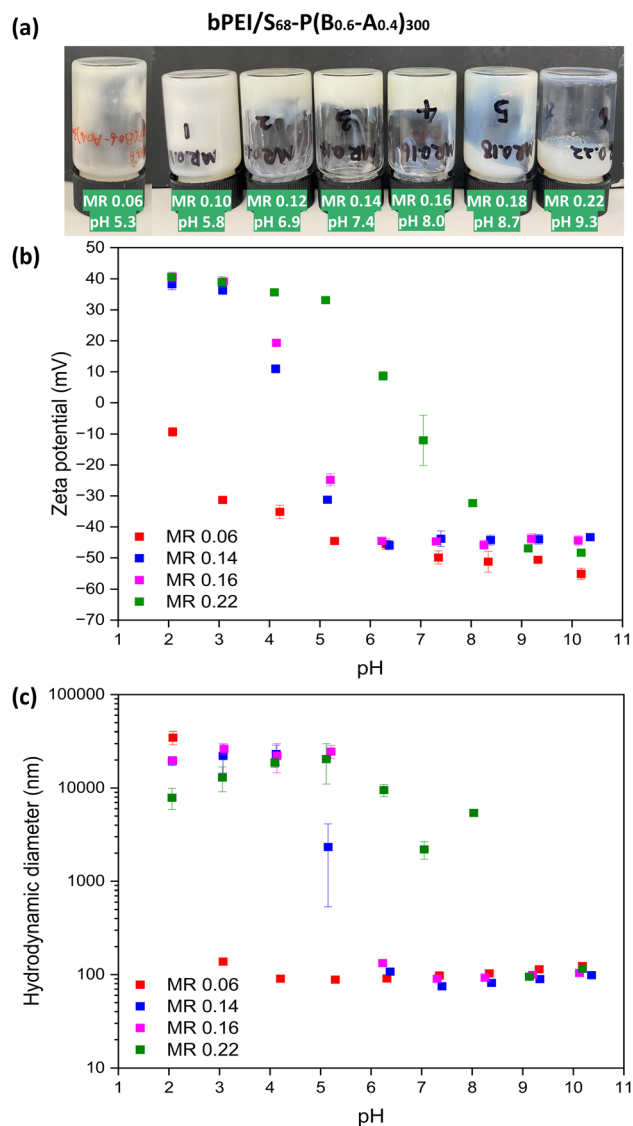 bPEI/S68-P(B0.6-A0.4)300
(a)
1
2
3
4
5
6
MR 0.06
pH 5.3
MR 0.10
pH 5.8
MR 0.12
pH 6.9
MR 0.14
pH 7.4
MR 0.16
pH 8.0
MR 0.18
pH 8.7
MR 0.22
pH 9.3
(b)
50
40
30
20
10
0
−10
−20
−30
−40
−50
−60
−70
Zeta potential (mV)
MR 0.06
MR 0.14
MR 0.16
MR 0.22
1 2 3 4 5 6 7 8 9 10 11
pH
(c)
100000
10000
1000
100
10
Hydrodynamic diameter (nm)
MR 0.06
MR 0.14
MR 0.16
MR 0.22
1 2 3 4 5 6 7 8 9 10 11
pH